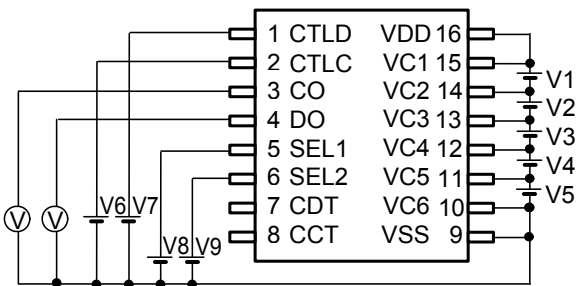 1 CTLD VDD 16
2 CTLC VC1 15
3 CO VC2 14
4 DO VC3 13
5 SEL1 VC4 12
6 SEL2 VC5 11
7 CDT VC6 10
8 CCT VSS 9
V1
V2
V3
V4
V5
V V V6 V7
V8 V9